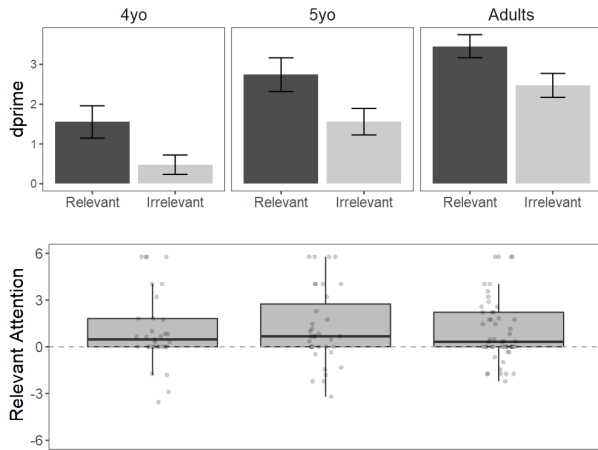 4yo 5yo Adults
dprime
3
2
1
0
Relevant Irrelevant Relevant Irrelevant Relevant Irrelevant
Relevant Attention
6
3
0
-3
-6